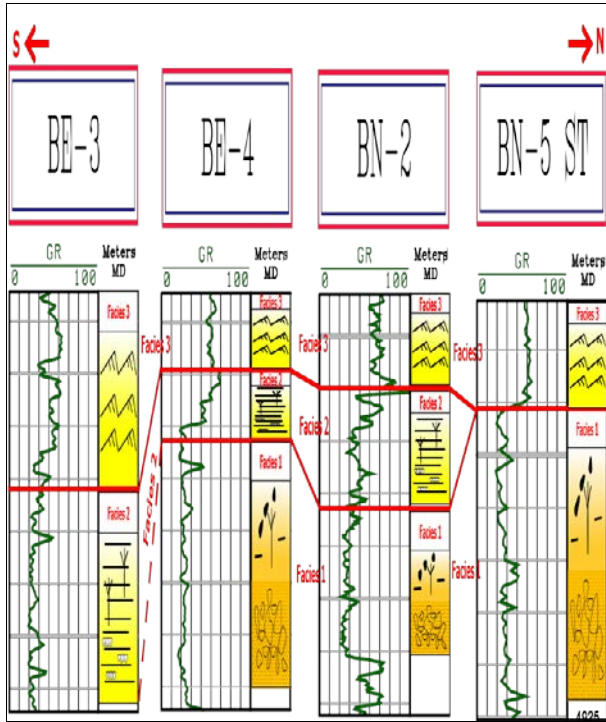 S N
BE-3 BE-4 BN-2 BN-5 ST
GR Meters GR Meters GR Meters GR Meters
0 100 MD 0 100 MD 0 100 MD 0 100 MD
Facies 3 Facies 3 Facies 3 Facies 3
Facies 3 Facies 3
Facies 2 Facies 2
Facies 2
Facies 1 Facies 1
Facies 2 Facies 2
Facies 1
Facies 1 Facies 1
4925